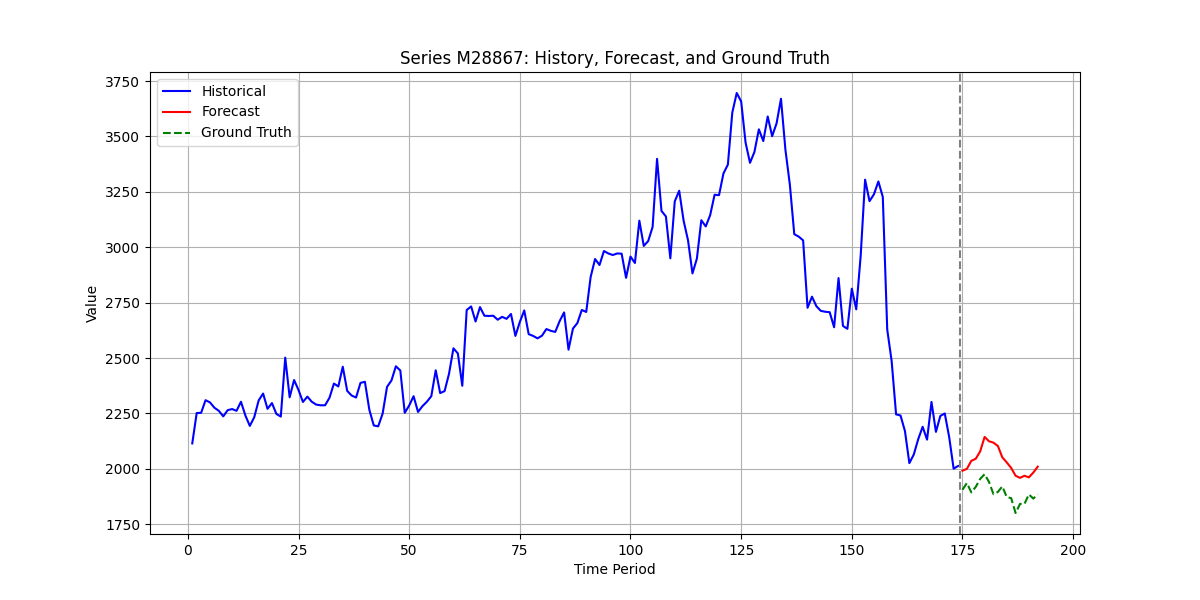 Series M28867: History, Forecast, and Ground Truth
Historical
Forecast
Ground Truth
Value
3750
3500
3250
3000
2750
2500
2250
2000
1750
0 25 50 75 100 125 150 175 200
Time Period